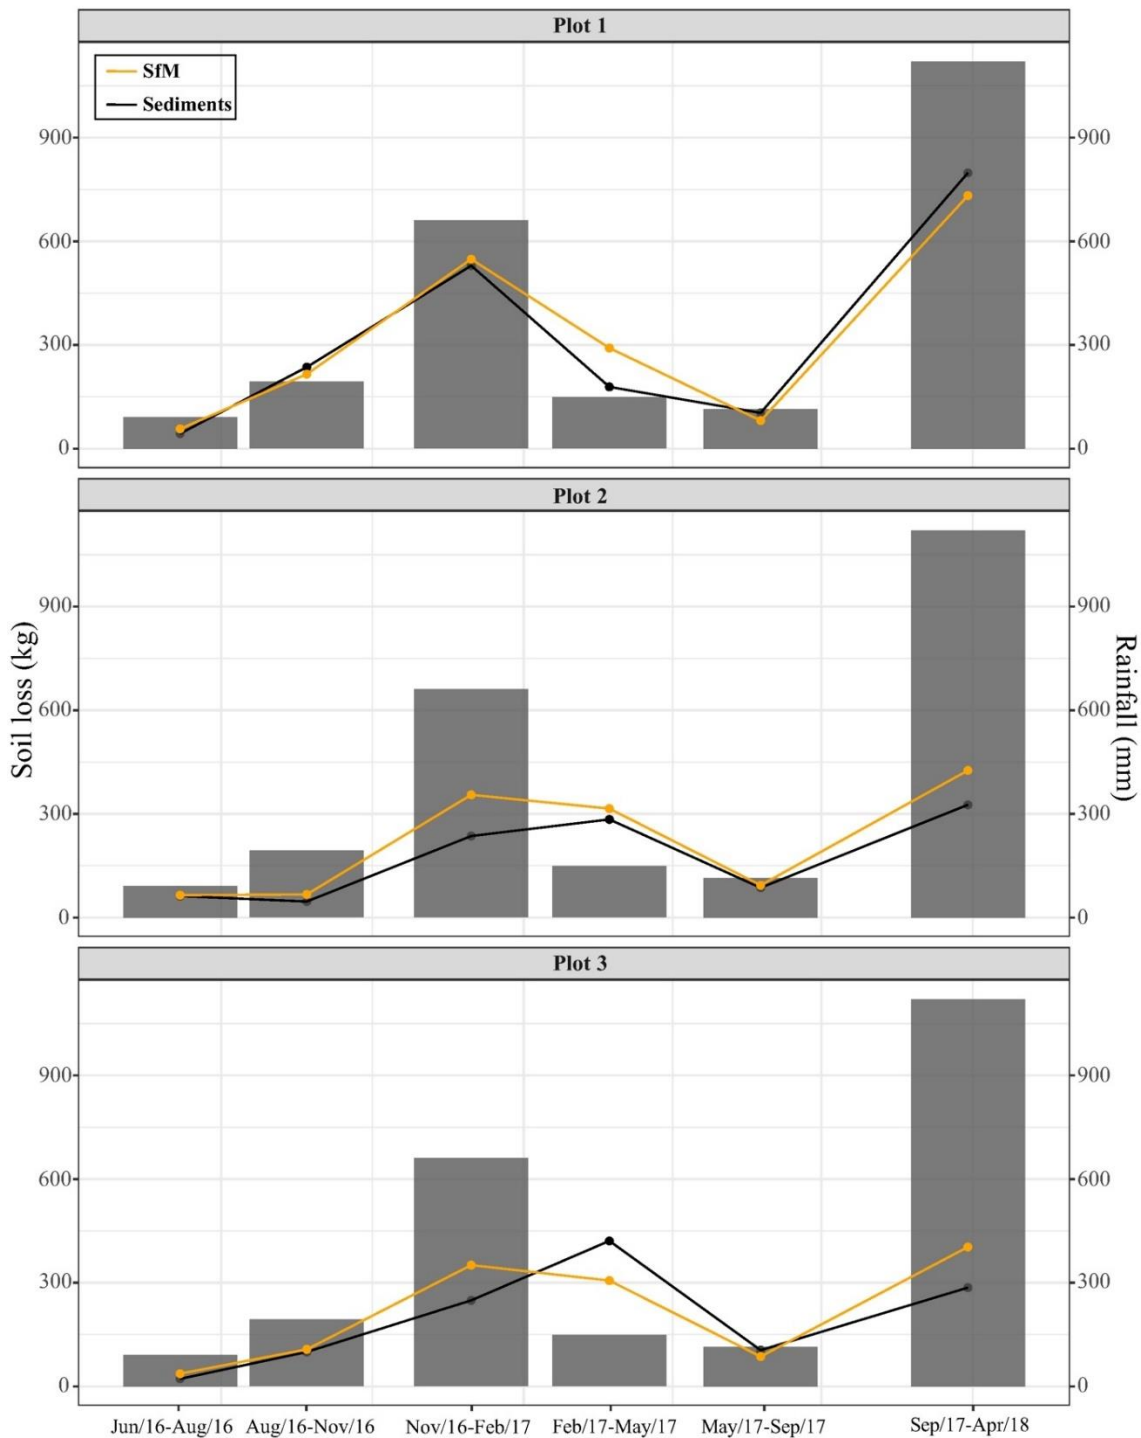 Plot 1
SfM
Sediments
900 900
600 600
300 300
0 0
Plot 2
900 900
600 600
300 300
0 0
Soil loss (kg)
Rainfall (mm)
Plot 3
900 900
600 600
300 300
0 0
Jun/16-Aug/16 Aug/16-Nov/16 Nov/16-Feb/17 Feb/17-May/17 May/17-Sep/17 Sep/17-Apr/18